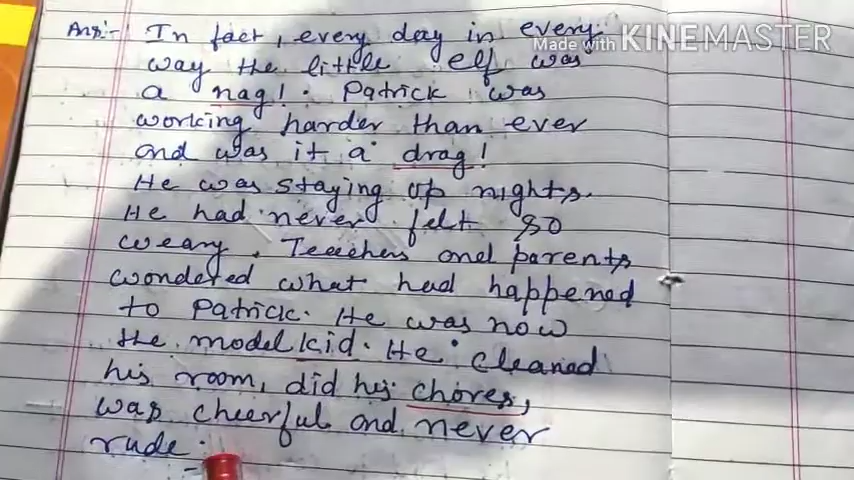 Made with KINEMASTER
Ans:- In fact, every day in every
way the little elf was
a nag! Patrick was
working harder than ever
and was it a drag!
He was staying up nights.
He had never felt so
weary. Teachers and parents
wondered what had happened
to Patrick. He was now
the model kid. He cleaned
his room, did his chores,
was cheerful and never
rude.